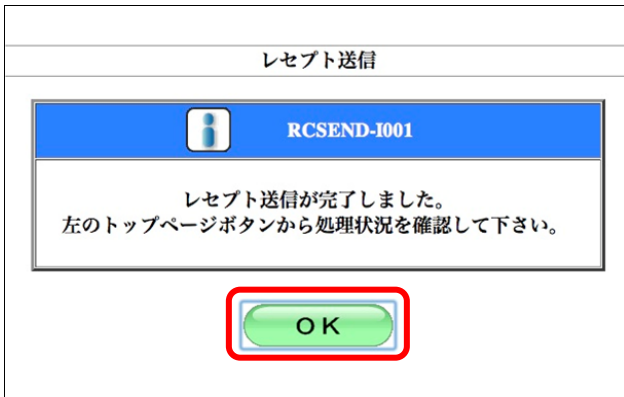 レセプト送信
RCSEND-I001
レセプト送信が完了しました。
左のトップページボタンから処理状況を確認して下さい。
ＯＫ